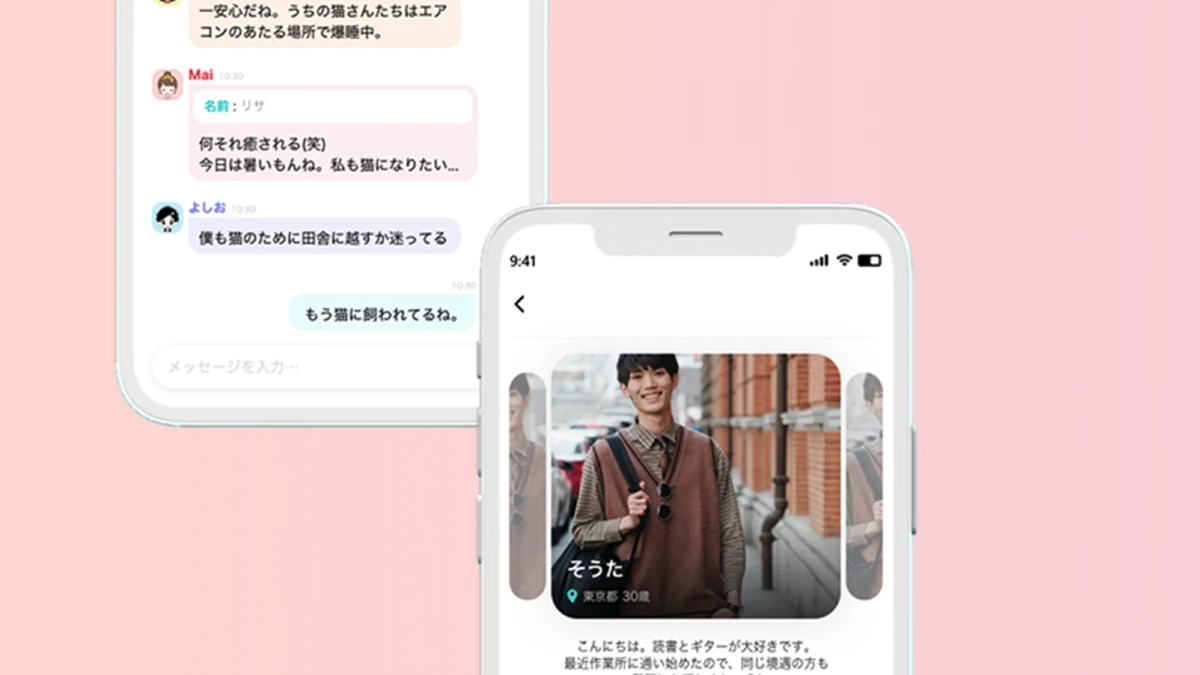 一安心だね。うちの猫さんたちはエア
コンのあたる場所で爆睡中。
Mai 10:30
名前：リサ
何それ癒される(笑)
今日は暑いもんね。私も猫になりたい...
よしお 10:30
僕も猫のために田舎に越すか迷ってる
10:30
もう猫に飼われてるね。
メッセージを入力…
9:41
そうた
東京都 30歳
こんにちは。読書とギターが大好きです。
最近作業所に通い始めたので、同じ境遇の方も